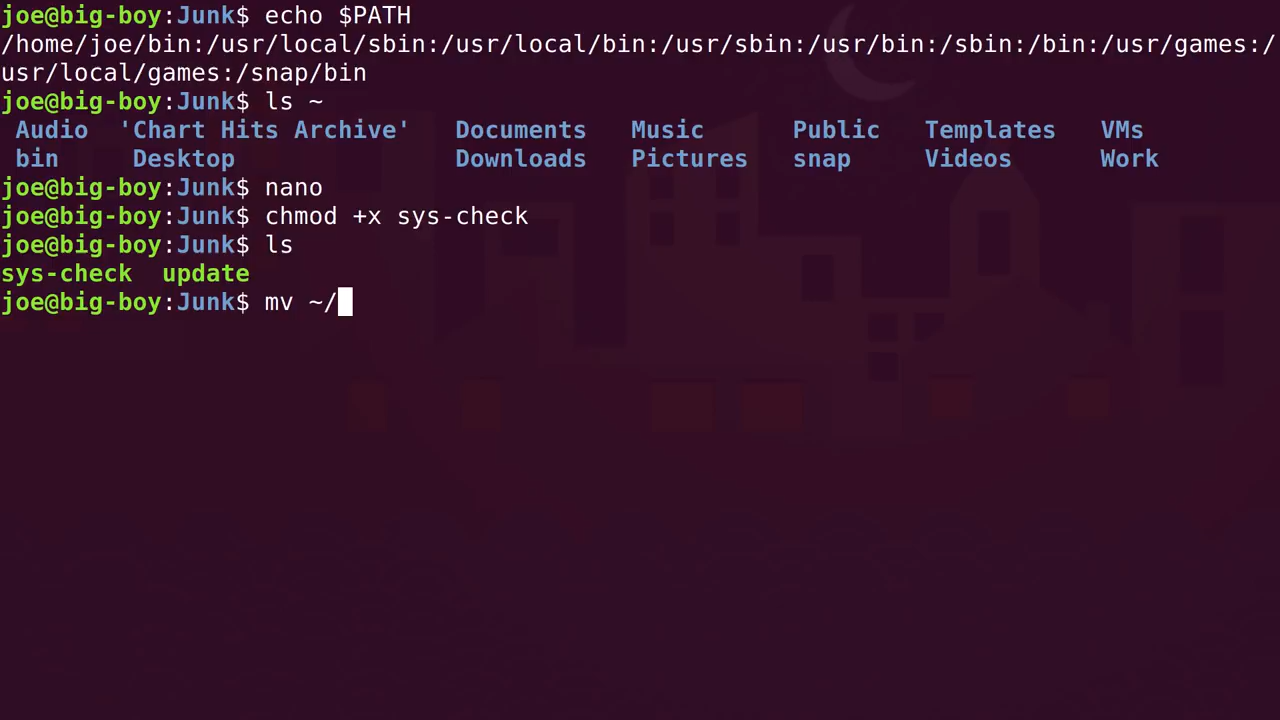 joe@big-boy:Junk$ echo $PATH
/home/joe/bin:/usr/local/sbin:/usr/local/bin:/usr/sbin:/usr/bin:/sbin:/bin:/usr/games:/
usr/local/games:/snap/bin
joe@big-boy:Junk$ ls ~
Audio 'Chart Hits Archive' Documents Music Public Templates VMs
bin Desktop Downloads Pictures snap Videos Work
joe@big-boy:Junk$ nano
joe@big-boy:Junk$ chmod +x sys-check
joe@big-boy:Junk$ ls
sys-check update
joe@big-boy:Junk$ mv ~/